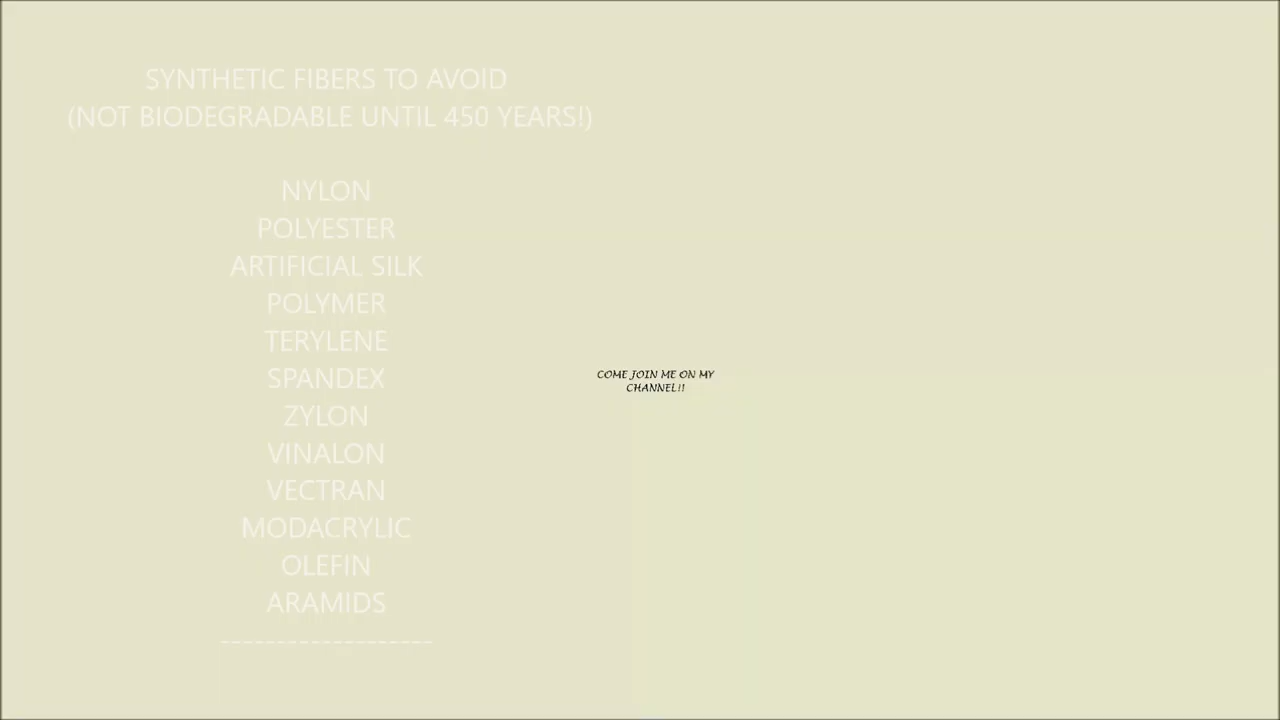 SYNTHETIC FIBERS TO AVOID
(NOT BIODEGRADABLE UNTIL 450 YEARS!)
NYLON
POLYESTER
ARTIFICIAL SILK
POLYMER
TERYLENE
SPANDEX
ZYLON
VINALON
VECTRAN
MODACRYLIC
OLEFIN
ARAMIDS
-------------------
COME JOIN ME ON MY
CHANNEL!!